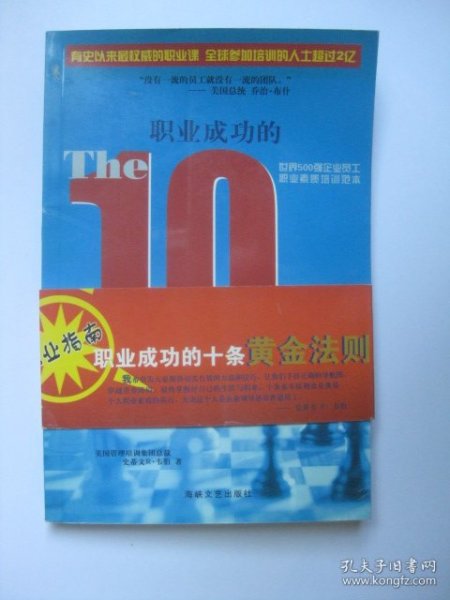 有史以来最权威的职业课 全球参加培训的人士超过2亿
“没有一流的员工就没有一流的团队。”
—— 美国总统 乔治·布什
职业成功的
The
10
世界500强企业员工
职业素质培训范本
业指南
职业成功的十条黄金法则
美国管理培训集团总裁
史蒂文R·韦伯 著
海峡文艺出版社
孔夫子旧书网
www.kongfz.com